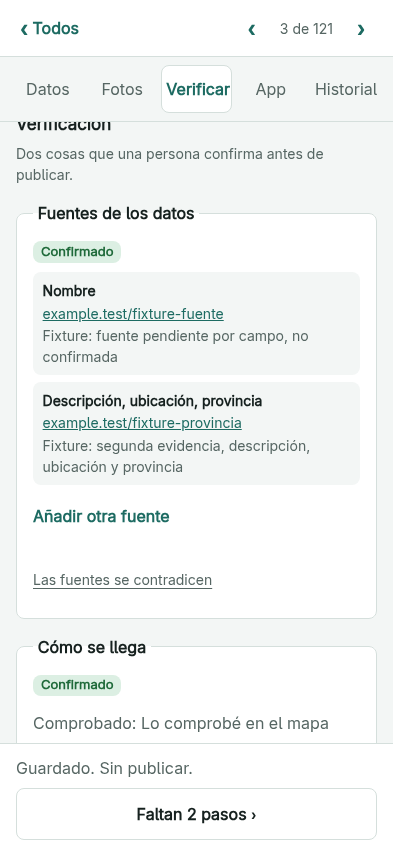 ‹ Todos
‹ 3 de 121 ›
Datos Fotos Verificar App Historial
Verificación
Dos cosas que una persona confirma antes de
publicar.
Fuentes de los datos
Confirmado
Nombre
example.test/fixture-fuente
Fixture: fuente pendiente por campo, no
confirmada
Descripción, ubicación, provincia
example.test/fixture-provincia
Fixture: segunda evidencia, descripción,
ubicación y provincia
Añadir otra fuente
Las fuentes se contradicen
Cómo se llega
Confirmado
Comprobado: Lo comprobé en el mapa
Guardado. Sin publicar.
Faltan 2 pasos ›